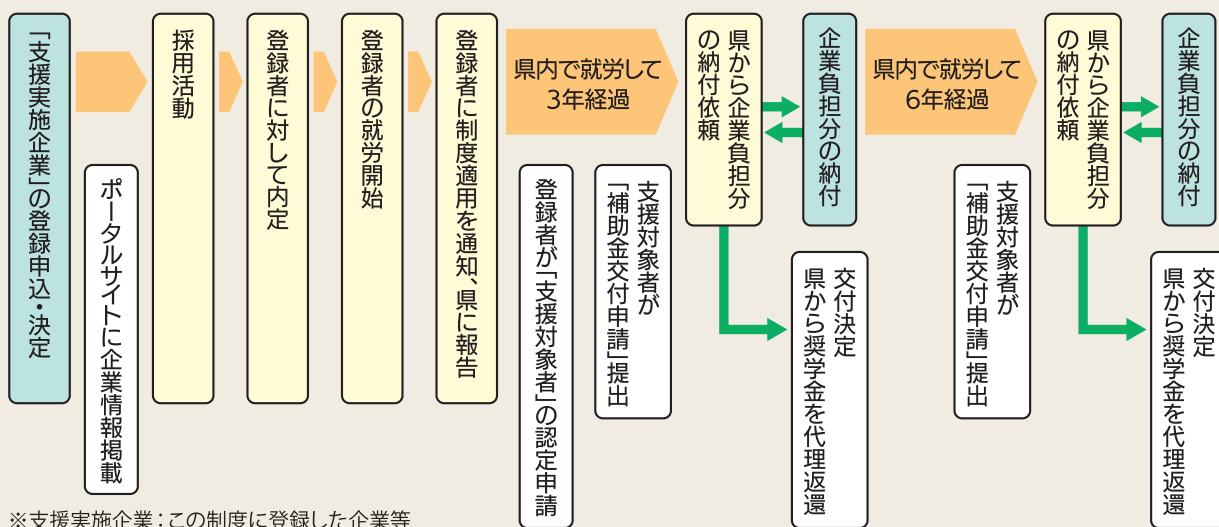 「支援実施企業」の登録申込・決定
ポータルサイトに企業情報掲載
採用活動
登録者に対して内定
登録者の就労開始
登録者に制度適用を通知、県に報告
県内で就労して
3年経過
登録者が「支援対象者」の認定申請
支援対象者が
「補助金交付申請」提出
県から企業負担分
の納付依頼
企業負担分の納付
交付決定
県から奨学金を代理返還
県内で就労して
6年経過
支援対象者が
「補助金交付申請」提出
県から企業負担分
の納付依頼
企業負担分の納付
交付決定
県から奨学金を代理返還
※支援実施企業：この制度に登録した企業等